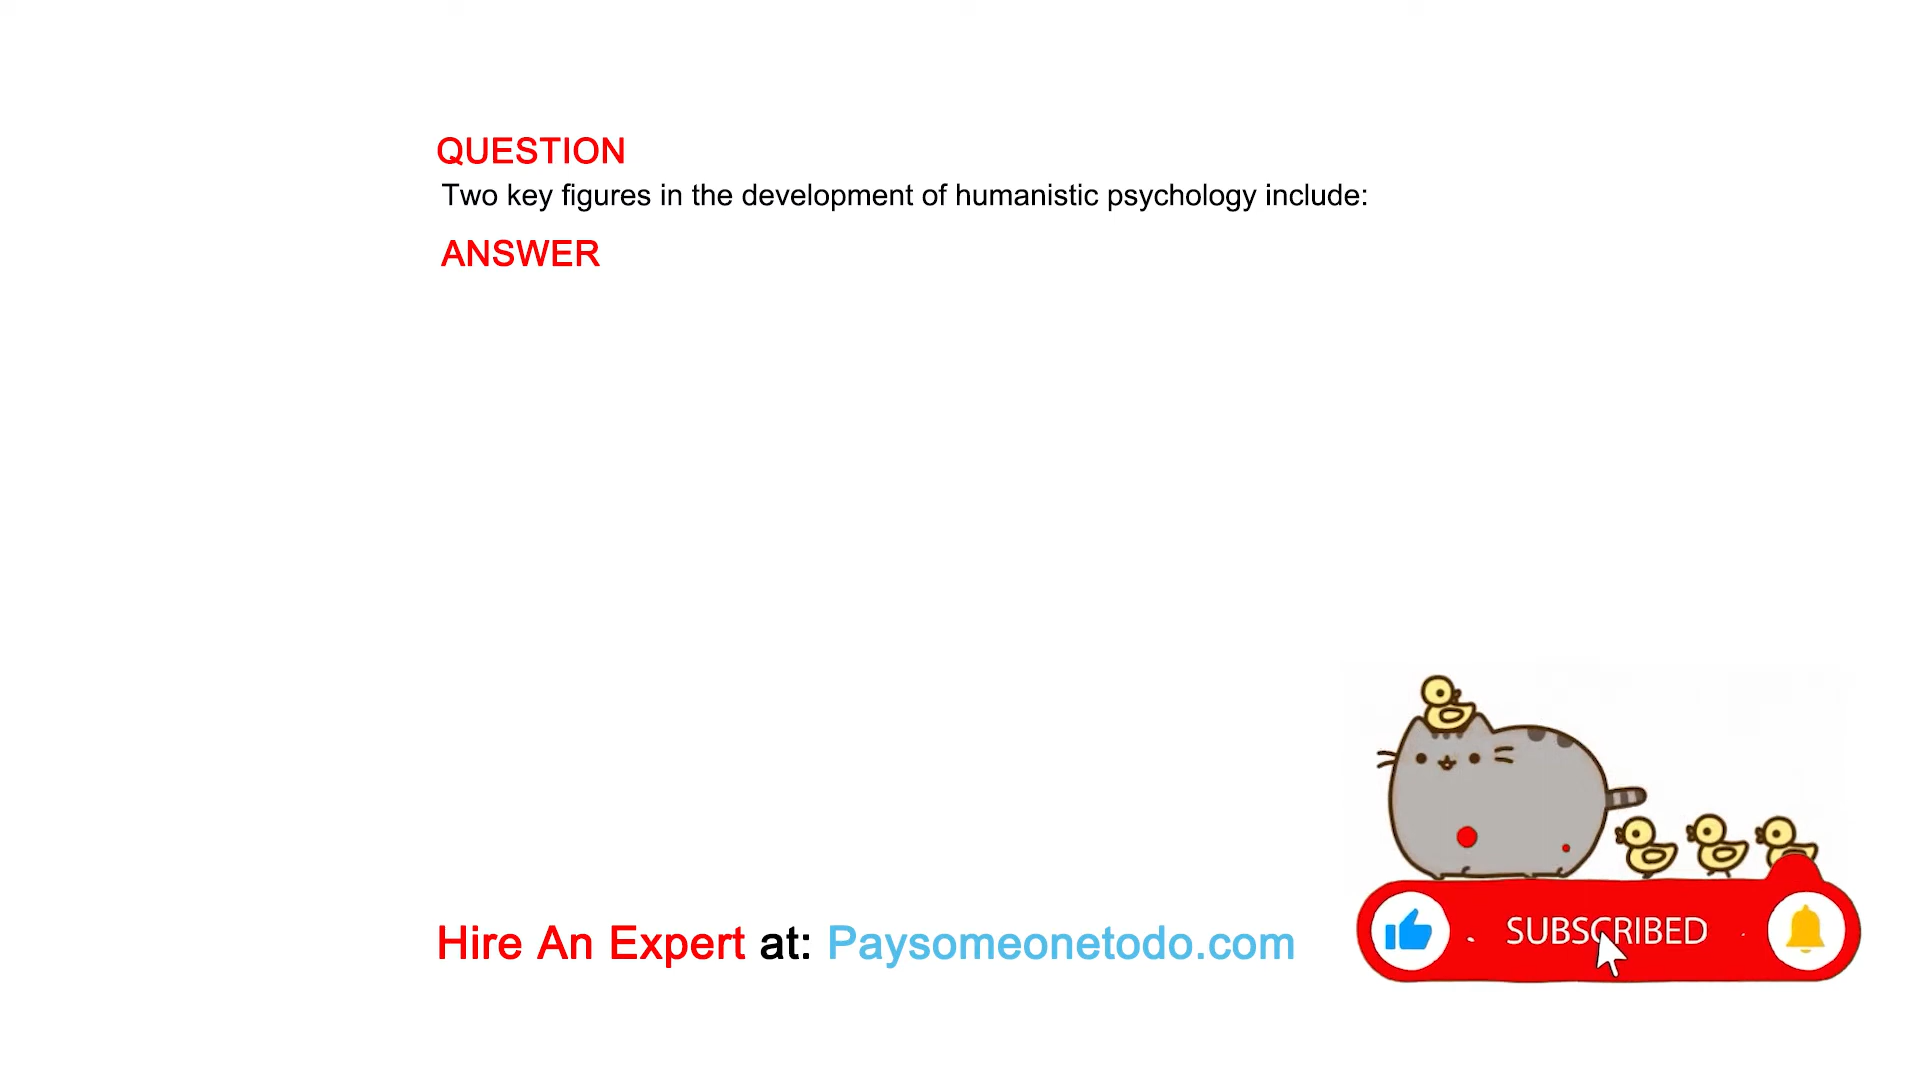 QUESTION
Two key figures in the development of humanistic psychology include:
ANSWER
Hire An Expert at: Paysomeonetodo.com
SUBSCRIBED